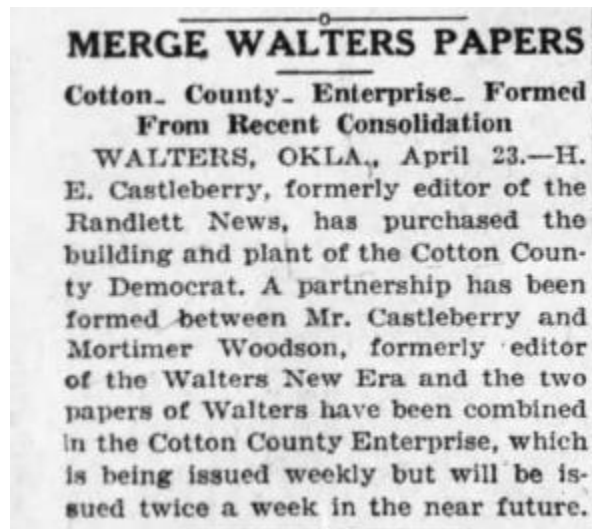 MERGE WALTERS PAPERS
Cotton_ County_ Enterprise_ Formed
From Recent Consolidation
WALTERS, OKLA., April 23.—H.
E. Castleberry, formerly editor of the
Randlett News, has purchased the
building and plant of the Cotton Coun-
ty Democrat. A partnership has been
formed between Mr. Castleberry and
Mortimer Woodson, formerly editor
of the Walters New Era and the two
papers of Walters have been combined
in the Cotton County Enterprise, which
is being issued weekly but will be is-
sued twice a week in the near future.